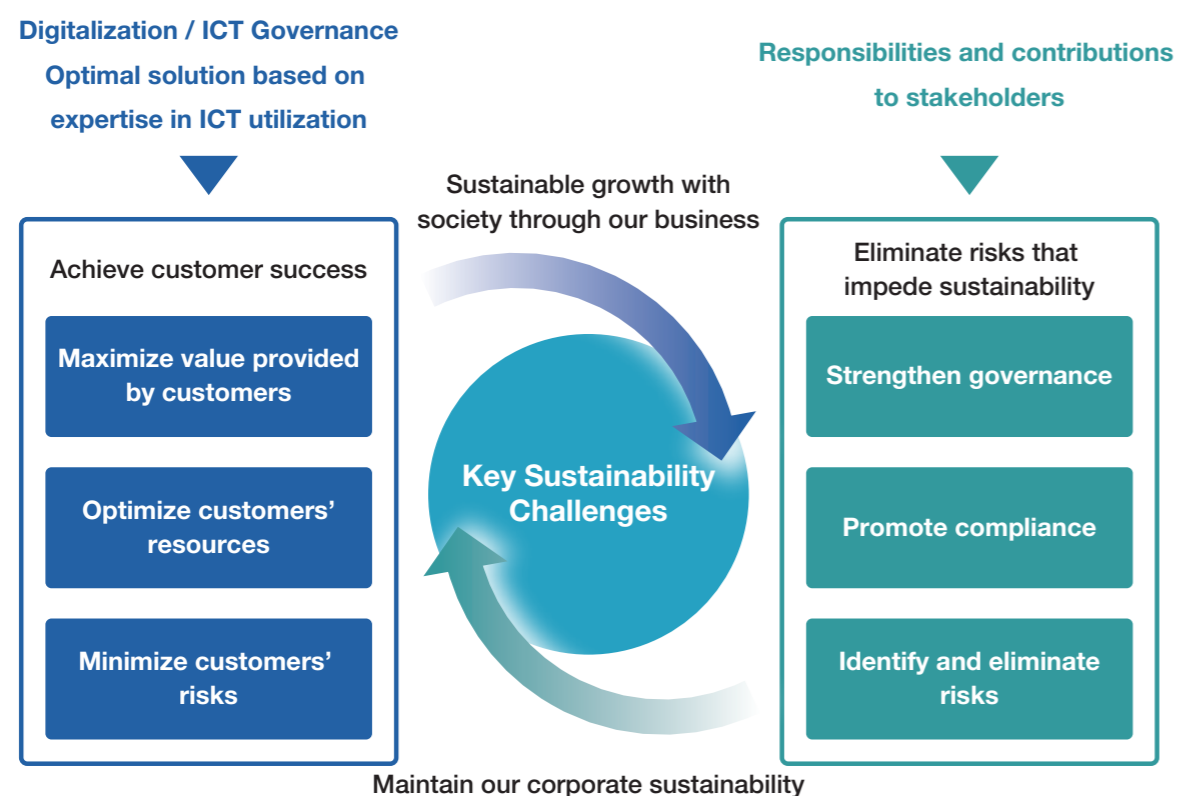 Digitalization / ICT Governance
Optimal solution based on
expertise in ICT utilization
Responsibilities and contributions
to stakeholders
Sustainable growth with
society through our business
Achieve customer success
Maximize value provided
by customers
Optimize customers’
resources
Minimize customers’
risks
Key Sustainability
Challenges
Eliminate risks that
impede sustainability
Strengthen governance
Promote compliance
Identify and eliminate
risks
Maintain our corporate sustainability